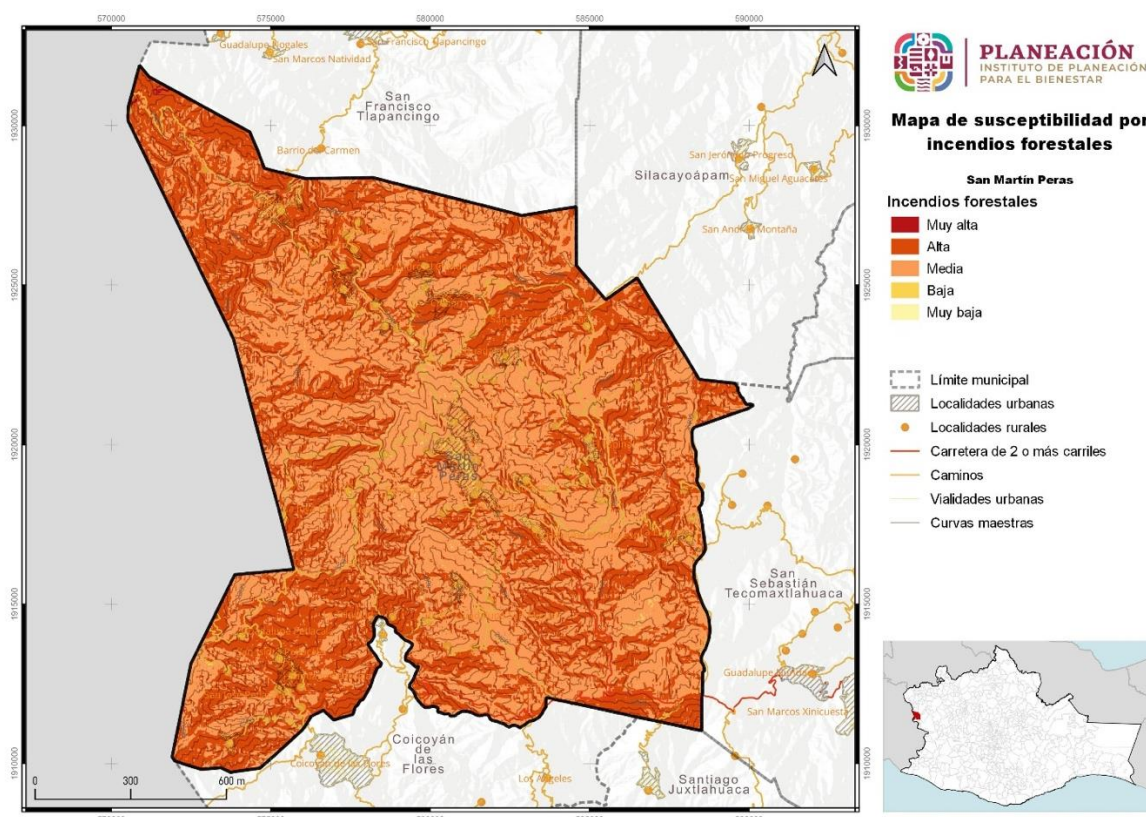 570000
575000
580000
585000
590000
PLANEACIÓN
INSTITUTO DE PLANEACIÓN
PARA EL BIENESTAR
Mapa de susceptibilidad por
incendios forestales
San Martín Peras
Incendios forestales
Muy alta
Alta
Media
Baja
Muy baja
Límite municipal
Localidades urbanas
Localidades rurales
Carretera de 2 o más carriles
Caminos
Vialidades urbanas
Curvas maestras
Guadalupe Nogales
San Francisco Tlapancingo
San Marcos Natividad
San
Francisco
Tlapancingo
Barrio del Carmen
San Jerónimo Progreso
Silacayoápam
San Miguel Aguacates
San Andrés Montaña
Peras
San
Sebastián
Tecomaxtlahuaca
Guadalupe
San Marcos Xinicuesta
Coicoyán
de
las
Flores
Coicoyán de las Flores
Los Ángeles
Santiago
Juxtlahuaca
1930000
1925000
1920000
1915000
1910000
1930000
1925000
1920000
1915000
1910000
0
300
600 m